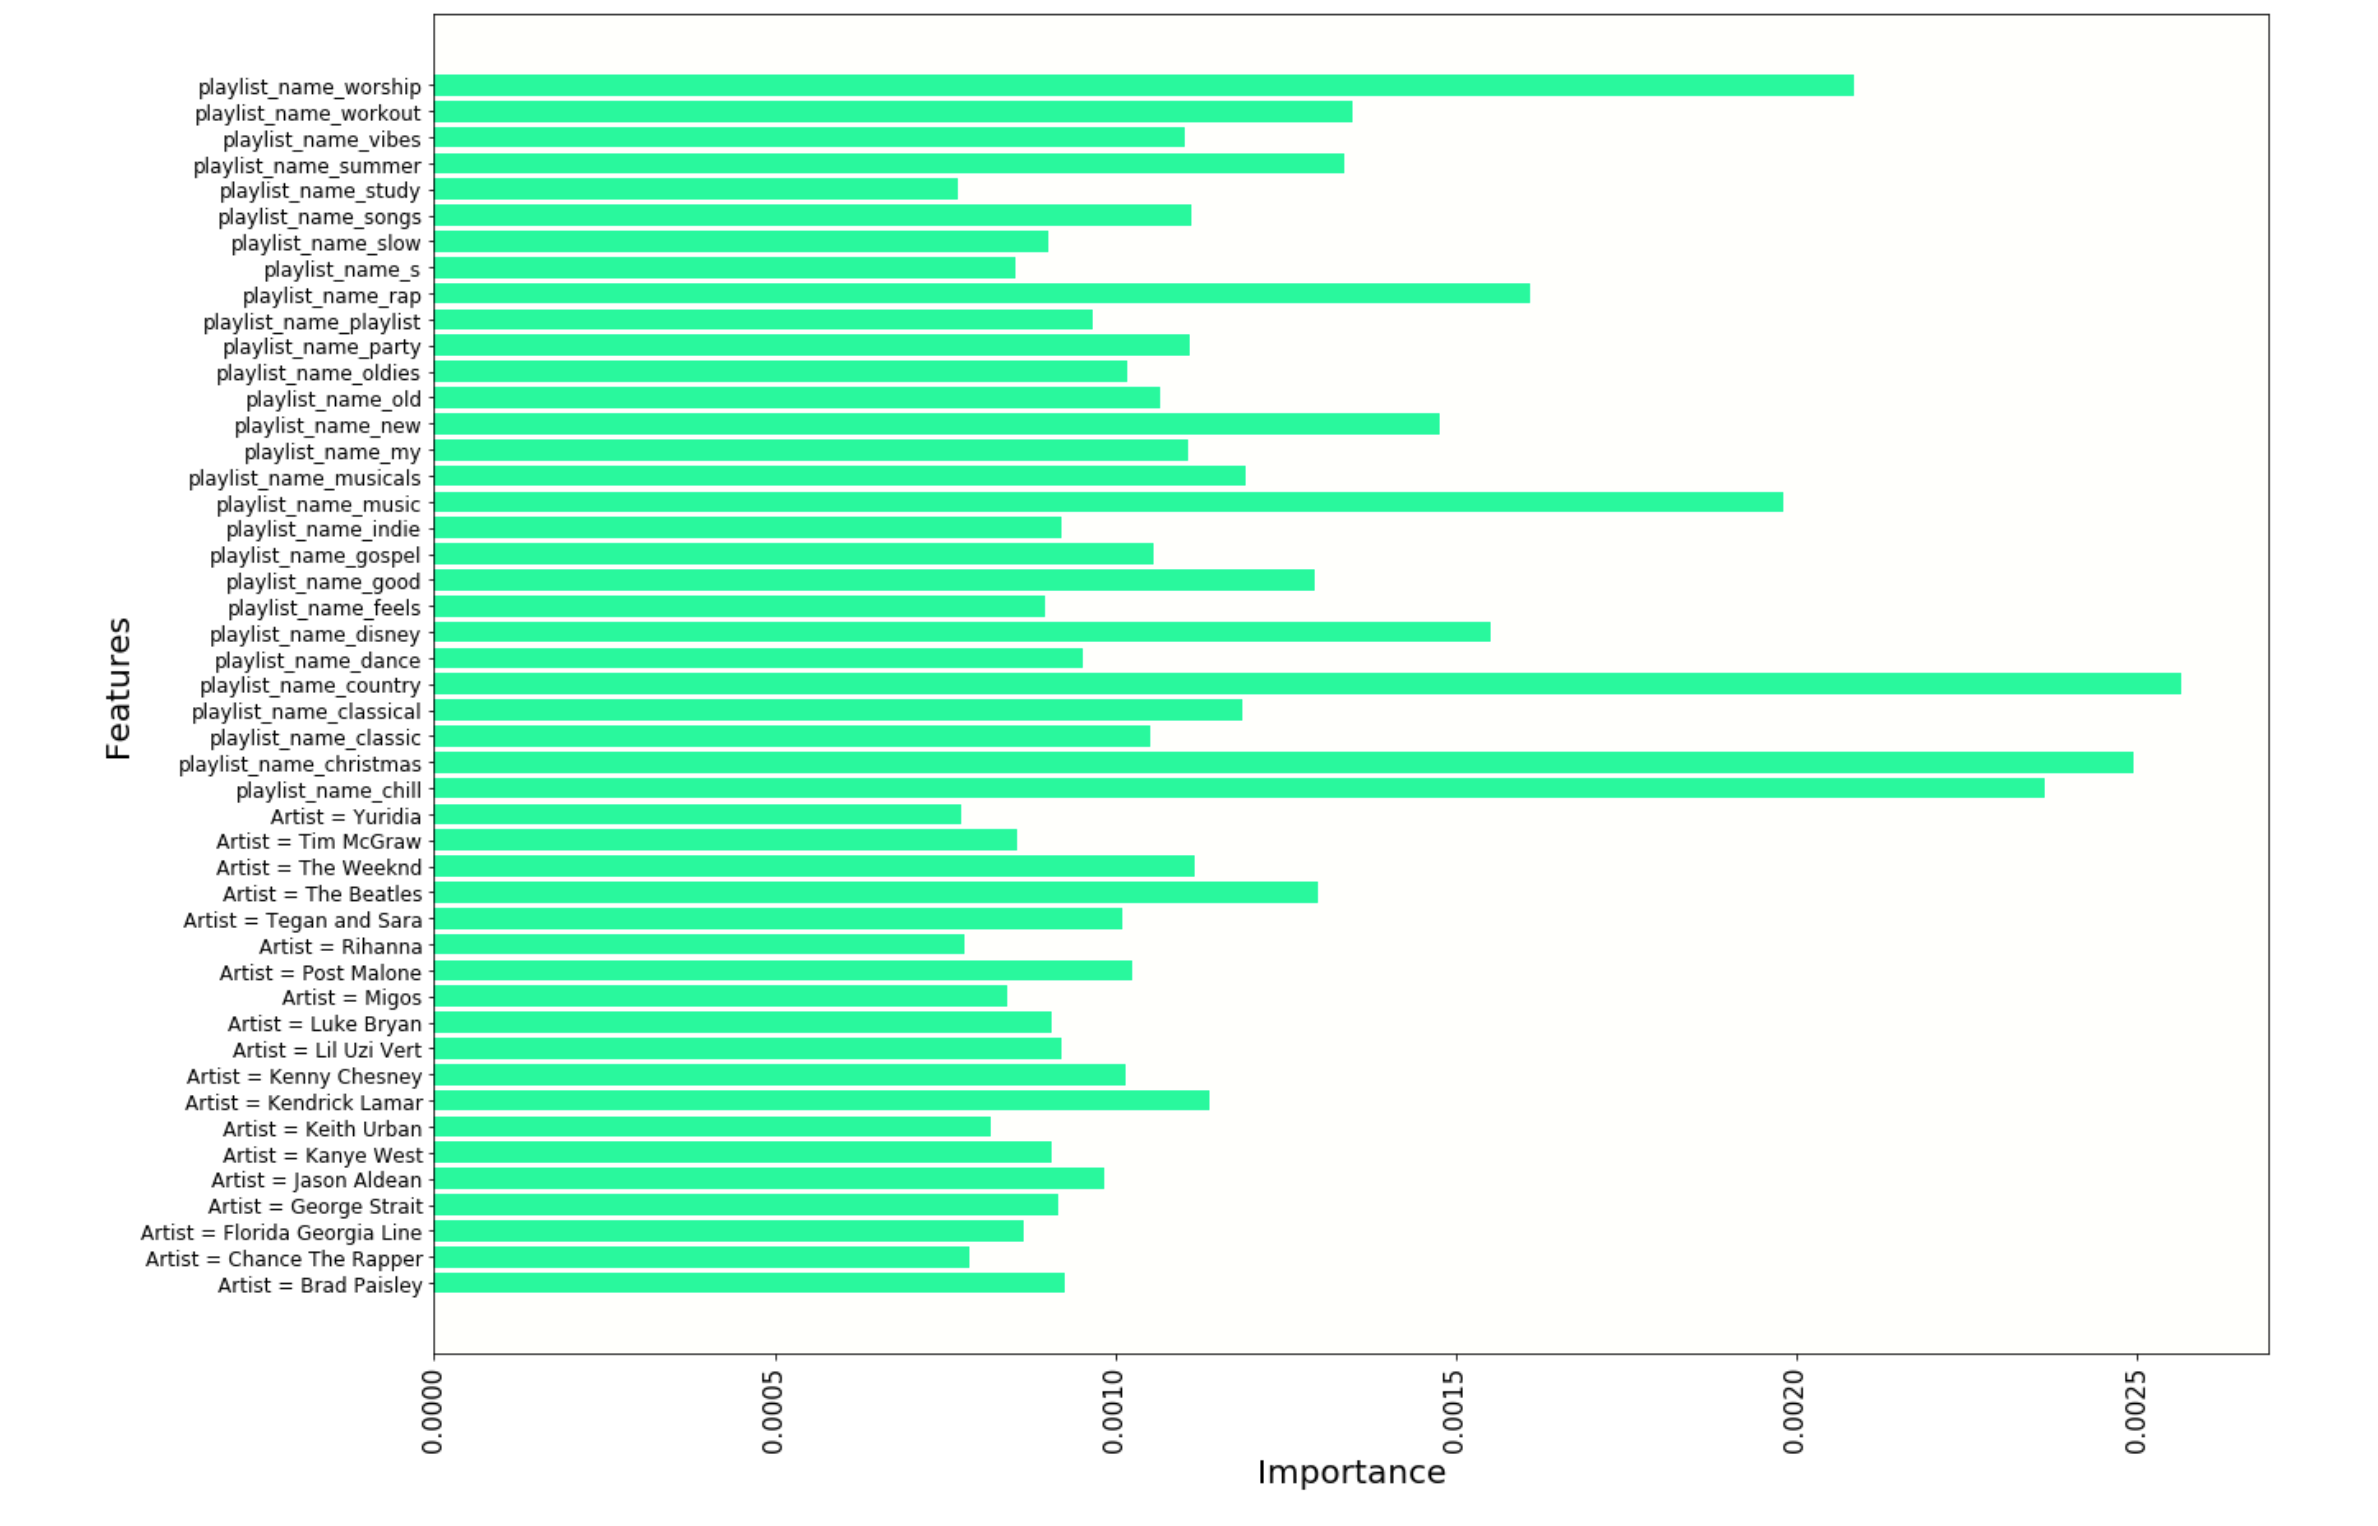 playlist_name_worship
playlist_name_workout
playlist_name_vibes
playlist_name_summer
playlist_name_study
playlist_name_songs
playlist_name_slow
playlist_name_s
playlist_name_rap
playlist_name_playlist
playlist_name_party
playlist_name_oldies
playlist_name_old
playlist_name_new
playlist_name_my
playlist_name_musicals
playlist_name_music
playlist_name_indie
playlist_name_gospel
playlist_name_good
playlist_name_feels
playlist_name_disney
playlist_name_dance
playlist_name_country
playlist_name_classical
playlist_name_classic
playlist_name_christmas
playlist_name_chill
Artist = Yuridia
Artist = Tim McGraw
Artist = The Weeknd
Artist = The Beatles
Artist = Tegan and Sara
Artist = Rihanna
Artist = Post Malone
Artist = Migos
Artist = Luke Bryan
Artist = Lil Uzi Vert
Artist = Kenny Chesney
Artist = Kendrick Lamar
Artist = Keith Urban
Artist = Kanye West
Artist = Jason Aldean
Artist = George Strait
Artist = Florida Georgia Line
Artist = Chance The Rapper
Artist = Brad Paisley
Features
0.0000
0.0005
0.0010
0.0015
0.0020
0.0025
Importance